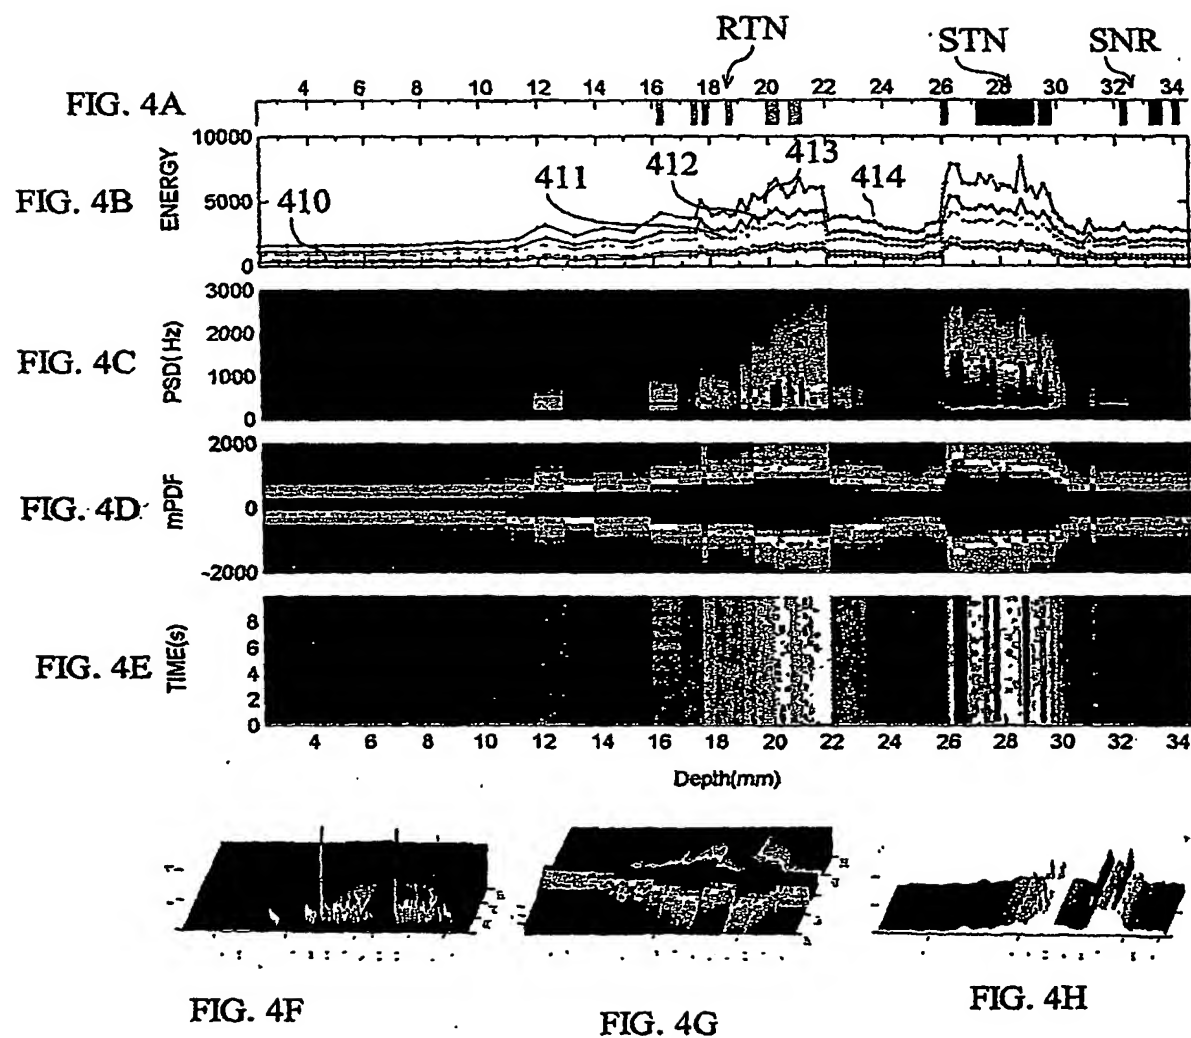 RTN STN SNR
4 6 8 10 12 14 16 18 20 22 24 26 28 30 32 34
FIG. 4A
10000
5000
0
ENERGY
FIG. 4B
410 411 412 413 414
3000
2000
1000
0
PSD(Hz)
FIG. 4C
2000
0
-2000
mPDF
FIG. 4D
8
6
4
2
0
TIME(s)
FIG. 4E
4 6 8 10 12 14 16 18 20 22 24 26 28 30 32 34
Depth(mm)
FIG. 4F
FIG. 4G
FIG. 4H